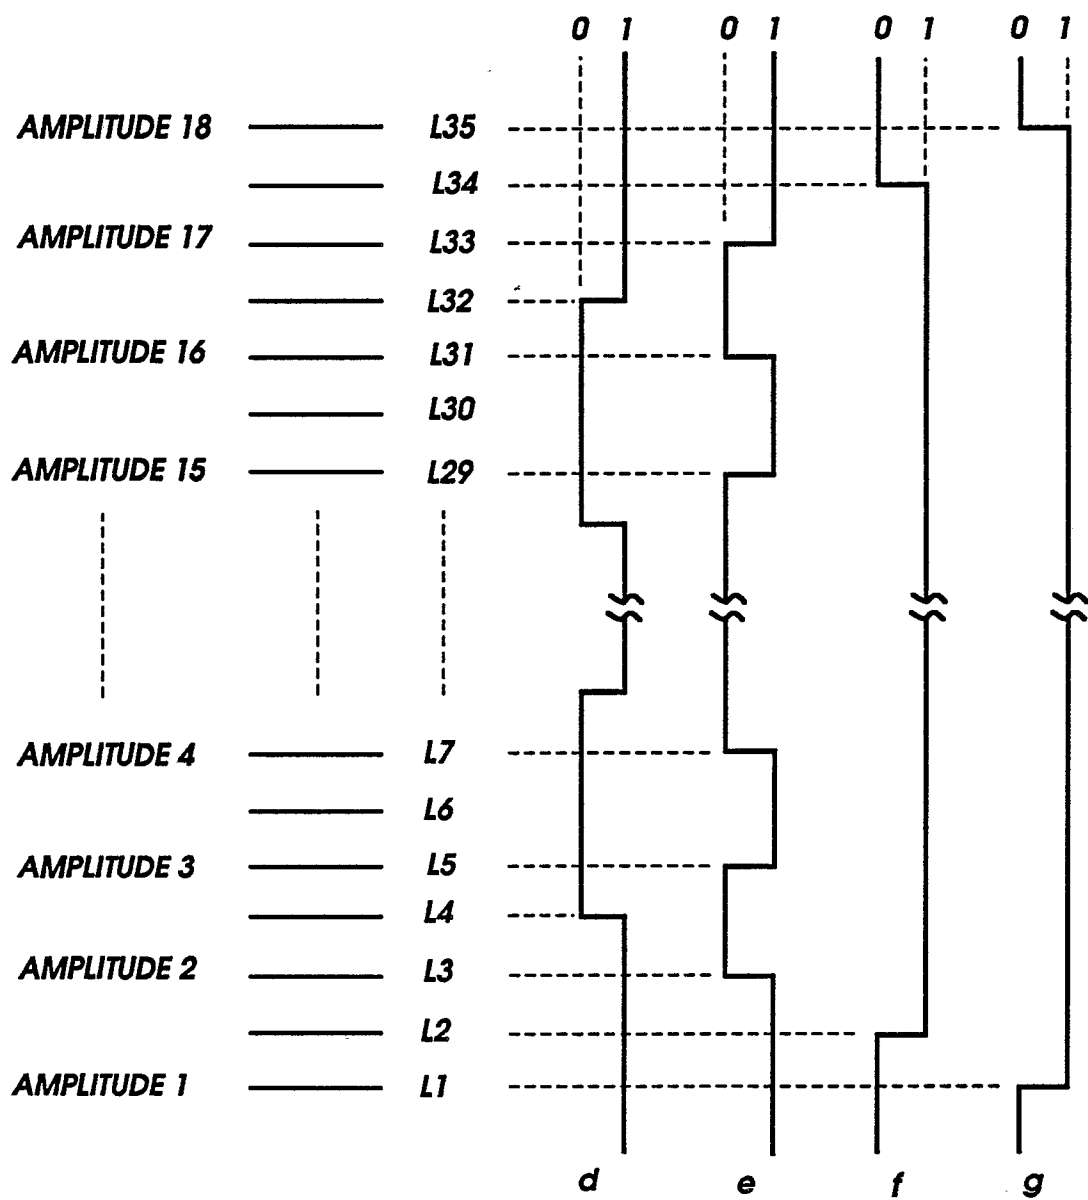 0 1 0 1 0 1 0 1
AMPLITUDE 18 L35
L34
AMPLITUDE 17 L33
L32
AMPLITUDE 16 L31
L30
AMPLITUDE 15 L29
AMPLITUDE 4 L7
L6
AMPLITUDE 3 L5
L4
AMPLITUDE 2 L3
L2
AMPLITUDE 1 L1
d e f g